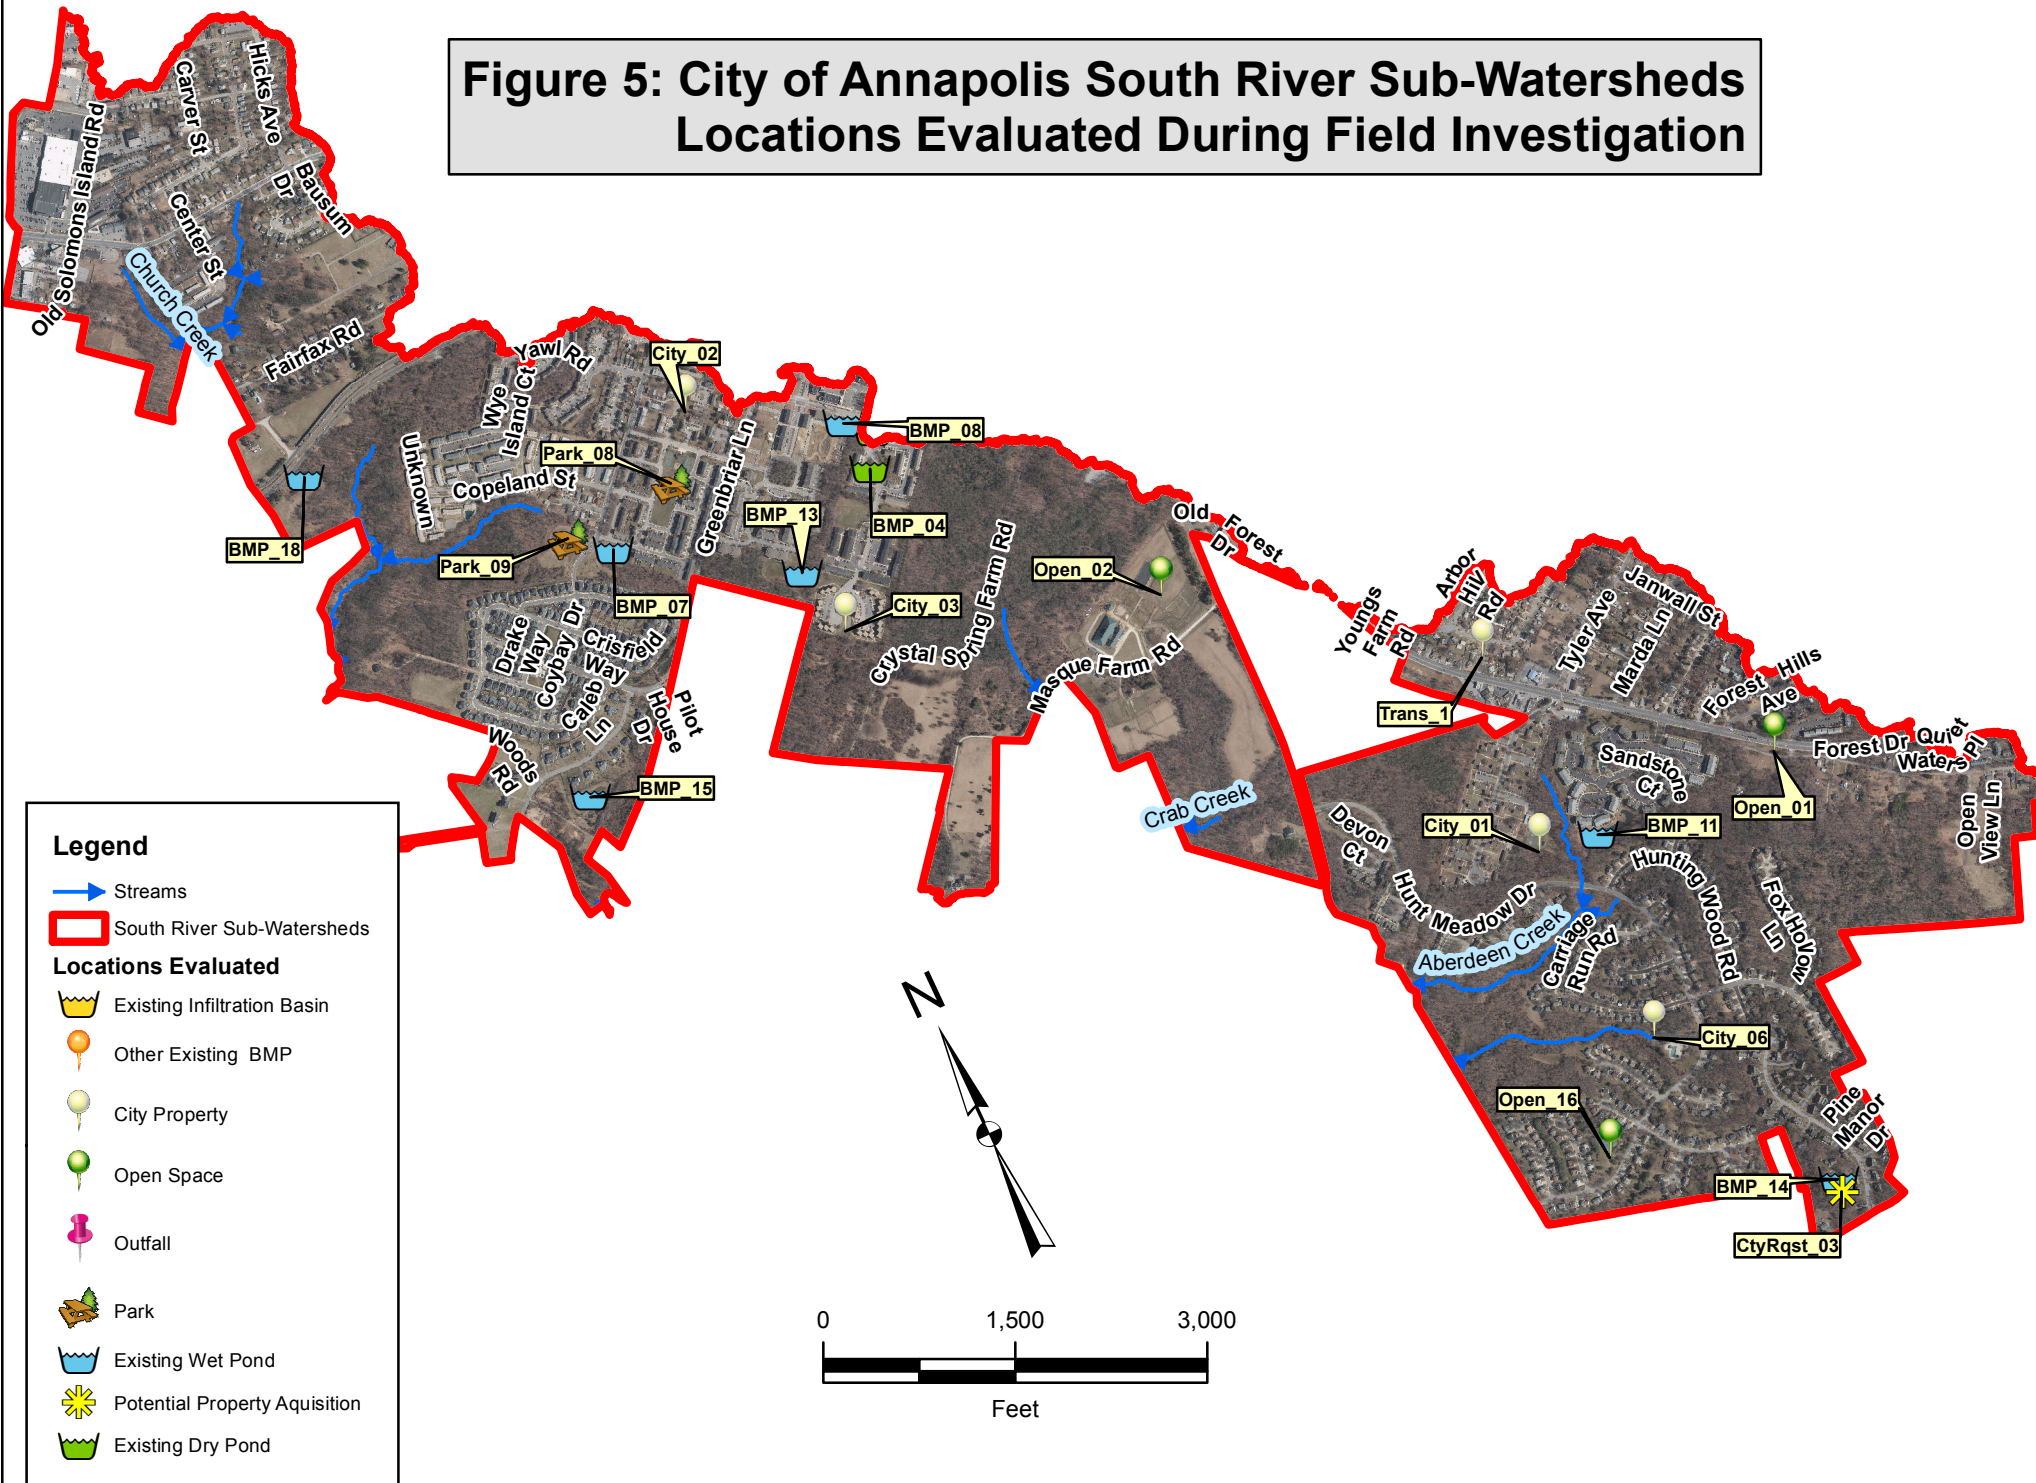 Figure 5: City of Annapolis South River Sub-Watersheds
Locations Evaluated During Field Investigation
Hicks Ave
Carver St
Old Solomons Island Rd
Bausum
Dr
Center St
Church Creek
Fairfax Rd
Yawl Rd
Wye
Island Ct
Unknown
Copeland St
City_02
Park_08
Greenbriar Ln
BMP_08
BMP_04
BMP_13
BMP_18
Park_09
BMP_07
City_03
Open_02
Crystal Spring Farm Rd
Masque Farm Rd
Old Forest
Dr
Youngs
Farm
Rd
Arbor
Hill
Rd
Janwall St
Tyler Ave
Marda Ln
Forest Hills
Ave
Trans_1
Forest Dr
Quiet
Waters Pl
Open
View Ln
Open_01
Sandstone
Ct
Drake
Way
Coybay Dr
Crisfield
Way
Caleb
Ln
Pilot
House
Dr
Woods
Rd
BMP_15
Crab Creek
Devon
Ct
City_01
BMP_11
Hunt Meadow Dr
Hunting Wood Rd
Fox Hollow
Ln
Aberdeen Creek
Carriage
Run Rd
City_06
Open_16
Pine
Manor
Dr
BMP_14
CtyRqst_03
N
0 1,500 3,000
Feet
Legend
Streams
South River Sub-Watersheds
Locations Evaluated
Existing Infiltration Basin
Other Existing BMP
City Property
Open Space
Outfall
Park
Existing Wet Pond
Potential Property Aquisition
Existing Dry Pond